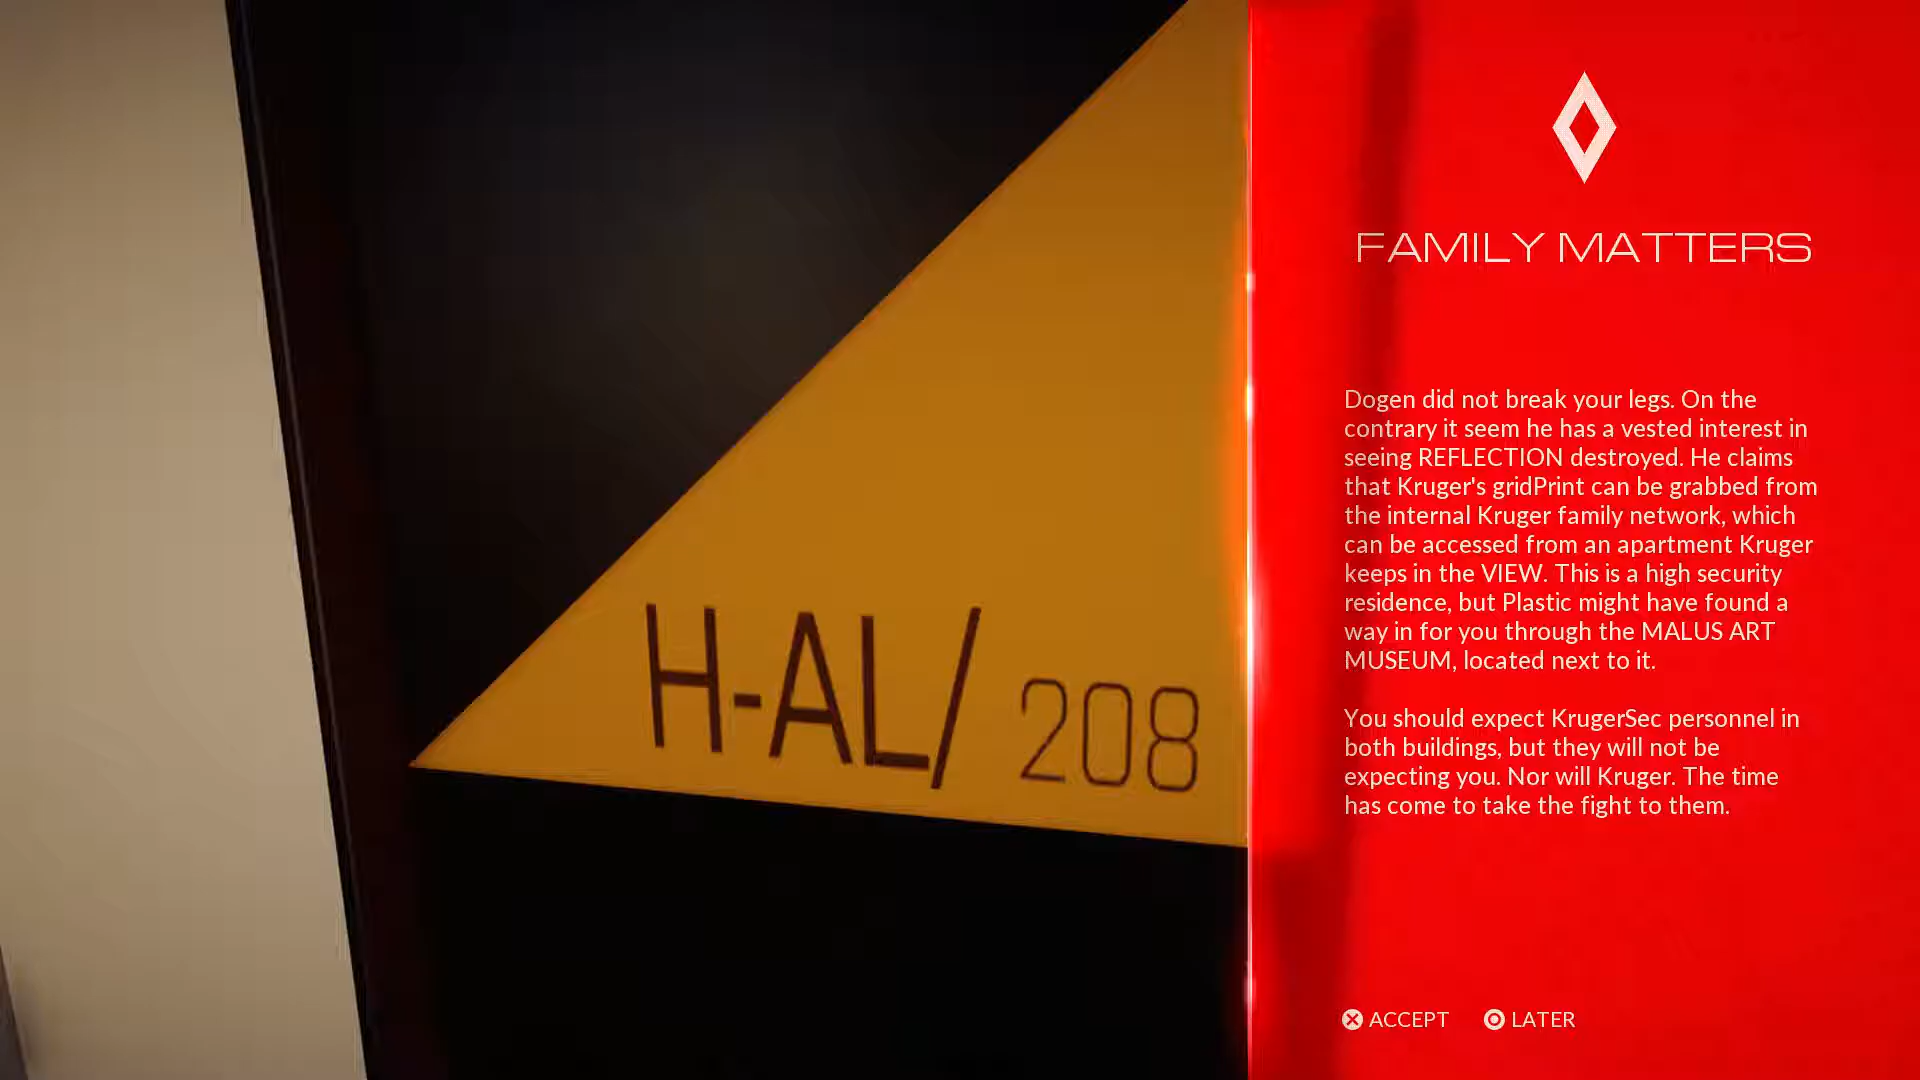 H-AL/ 208
FAMILY MATTERS
Dogen did not break your legs. On the
contrary it seem he has a vested interest in
seeing REFLECTION destroyed. He claims
that Kruger's gridPrint can be grabbed from
the internal Kruger family network, which
can be accessed from an apartment Kruger
keeps in the VIEW. This is a high security
residence, but Plastic might have found a
way in for you through the MALUS ART
MUSEUM, located next to it.
You should expect KrugerSec personnel in
both buildings, but they will not be
expecting you. Nor will Kruger. The time
has come to take the fight to them.
ACCEPT LATER